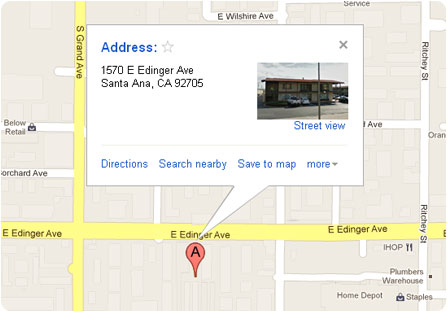 E Wilshire Ave
S Grand Ave
Ritchey St
Address:
1570 E Edinger Ave
Santa Ana, CA 92705
Street view
Directions Search nearby Save to map more
Survice
Below
Retail
d Ave
Oran
orchard Ave
E Edinger Ave
E Edinger Ave
E Edinger Ave
Ritchey St
A
IHOP
Plumbers
Warehouse
Home Depot
Staples